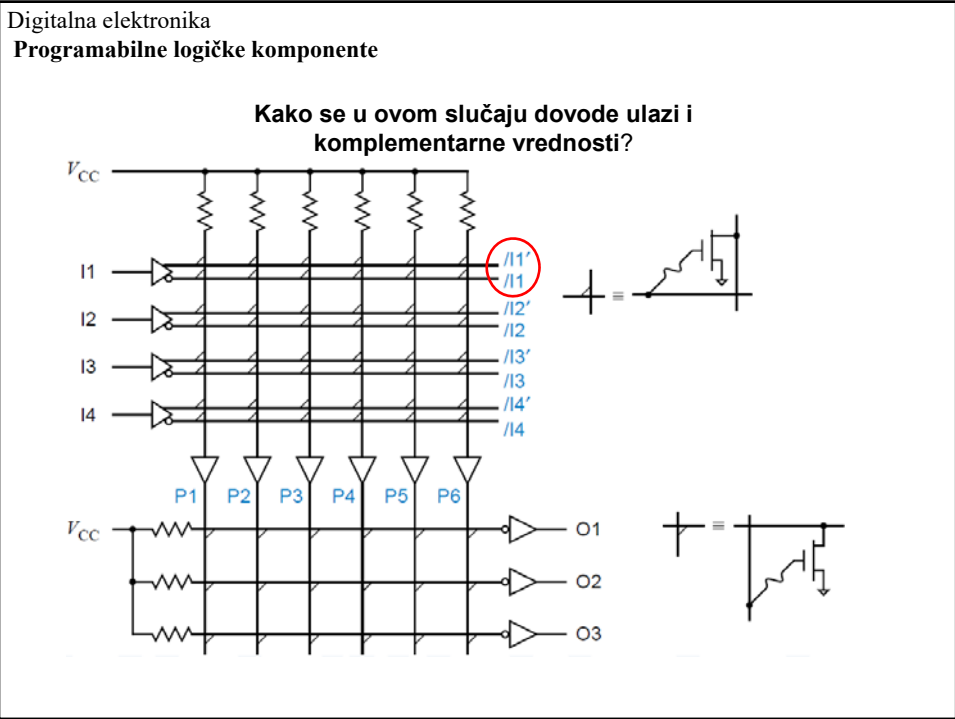 Digitalna elektronika
Programabilne logičke komponente
Kako se u ovom slučaju dovode ulazi i
komplementarne vrednosti?
VCC
I1
/I1′
/I1
I2
/I2′
/I2
I3
/I3′
/I3
I4
/I4′
/I4
≡
P1 P2 P3 P4 P5 P6
VCC
O1
≡
O2
O3